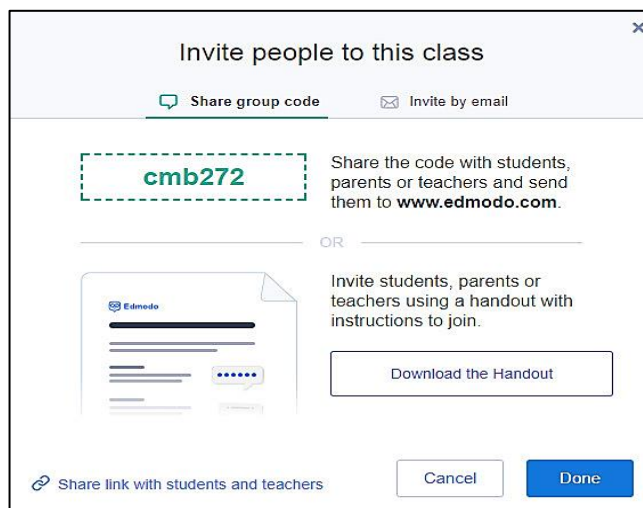 Invite people to this class
Share group code
Invite by email
cmb272
Share the code with students,
parents or teachers and send
them to www.edmodo.com.
OR
Edmodo
Invite students, parents or
teachers using a handout with
instructions to join.
Download the Handout
Share link with students and teachers
Cancel
Done